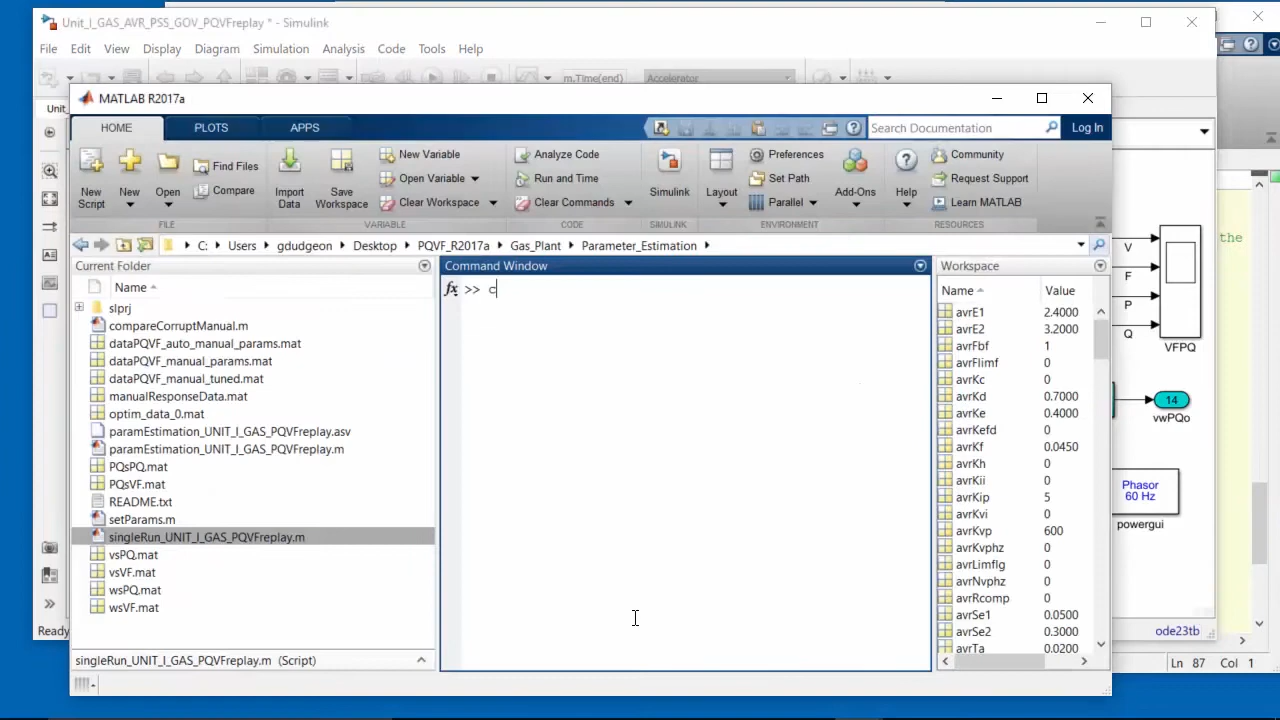 Unit_I_GAS_AVR_PSS_GOV_PQVFreplay * - Simulink
File Edit View Display Diagram Simulation Analysis Code Tools Help
m.Time(end) Accelerator
Unit_
MATLAB R2017a
HOME PLOTS APPS Search Documentation Log In
New Script
New
Open
Find Files
Compare
Import Data
Save Workspace
New Variable
Open Variable
Clear Workspace
Analyze Code
Run and Time
Clear Commands
Simulink
Layout
Preferences
Set Path
Parallel
Add-Ons
Help
Community
Request Support
Learn MATLAB
FILE VARIABLE CODE SIMULINK ENVIRONMENT RESOURCES
C: Users gdudgeon Desktop PQVF_R2017a Gas_Plant Parameter_Estimation
Current Folder
Name
slprj
compareCorruptManual.m
dataPQVF_auto_manual_params.mat
dataPQVF_manual_params.mat
dataPQVF_manual_tuned.mat
manualResponseData.mat
optim_data_0.mat
paramEstimation_UNIT_I_GAS_PQVFreplay.asv
paramEstimation_UNIT_I_GAS_PQVFreplay.m
PQsPQ.mat
PQsVF.mat
README.txt
setParams.m
singleRun_UNIT_I_GAS_PQVFreplay.m
vsPQ.mat
vsVF.mat
wsPQ.mat
wsVF.mat
singleRun_UNIT_I_GAS_PQVFreplay.m (Script)
Command Window
fx >> c
Workspace
Name Value
avrE1 2.4000
avrE2 3.2000
avrFbf 1
avrFlimf 0
avrKc 0
avrKd 0.7000
avrKe 0.4000
avrKefd 0
avrKf 0.0450
avrKh 0
avrKii 0
avrKip 5
avrKvi 0
avrKvp 600
avrKvphz 0
avrLimflg 0
avrNvphz 0
avrRcomp 0
avrSe1 0.0500
avrSe2 0.3000
avrTa 0.0200
the
V
F
P
Q
VFPQ
14
vwPQo
Phasor
60 Hz
powergui
Ready
ode23tb
Ln 87 Col 1